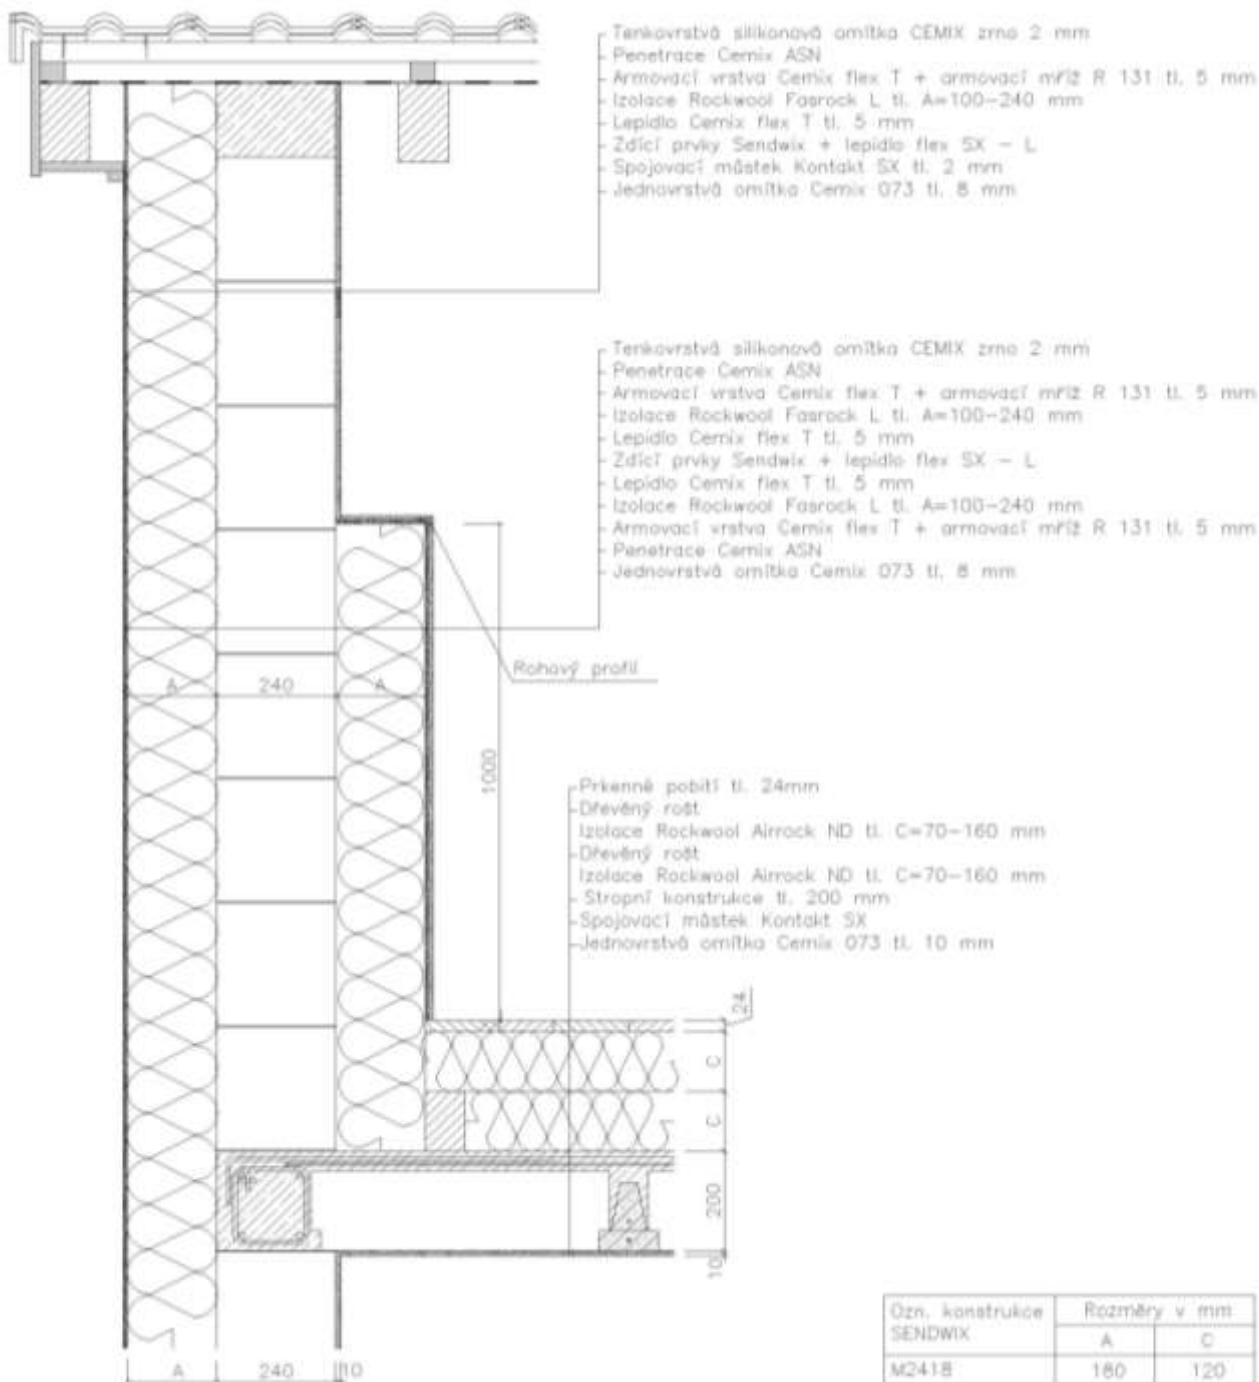 Tenkovrstvá silikonová omítka CEMIX zrno 2 mm
Penetrace Cemix ASN
Armovací vrstva Cemix flex T + armovací mříž R 131 tl. 5 mm
Izolace Rockwool Fasrock L tl. A=100-240 mm
Lepidlo Cemix flex T tl. 5 mm
Zdící prvky Sendwix + lepidlo flex SX - L
Spojovací můstek Kontakt SX tl. 2 mm
Jednovrstvá omítka Cemix 073 tl. 8 mm
Tenkovrstvá silikonová omítka CEMIX zrno 2 mm
Penetrace Cemix ASN
Armovací vrstva Cemix flex T + armovací mříž R 131 tl. 5 mm
Izolace Rockwool Fasrock L tl. A=100-240 mm
Lepidlo Cemix flex T tl. 5 mm
Zdící prvky Sendwix + lepidlo flex SX - L
Lepidlo Cemix flex T tl. 5 mm
Izolace Rockwool Fasrock L tl. A=100-240 mm
Armovací vrstva Cemix flex T + armovací mříž R 131 tl. 5 mm
Penetrace Cemix ASN
Jednovrstvá omítka Cemix 073 tl. 8 mm
Rohový profil
A 240 A
1000
Prkenné pobití tl. 24mm
Dřevěný rošt
Izolace Rockwool Airrock ND tl. C=70-160 mm
Dřevěný rošt
Izolace Rockwool Airrock ND tl. C=70-160 mm
Stropní konstrukce tl. 200 mm
Spojovací můstek Kontakt SX
Jednovrstvá omítka Cemix 073 tl. 10 mm
24
C
C
200
10
A 240 10
Ozn. konstrukce SENDWIX
Rozměry v mm
A C
M2418 180 120